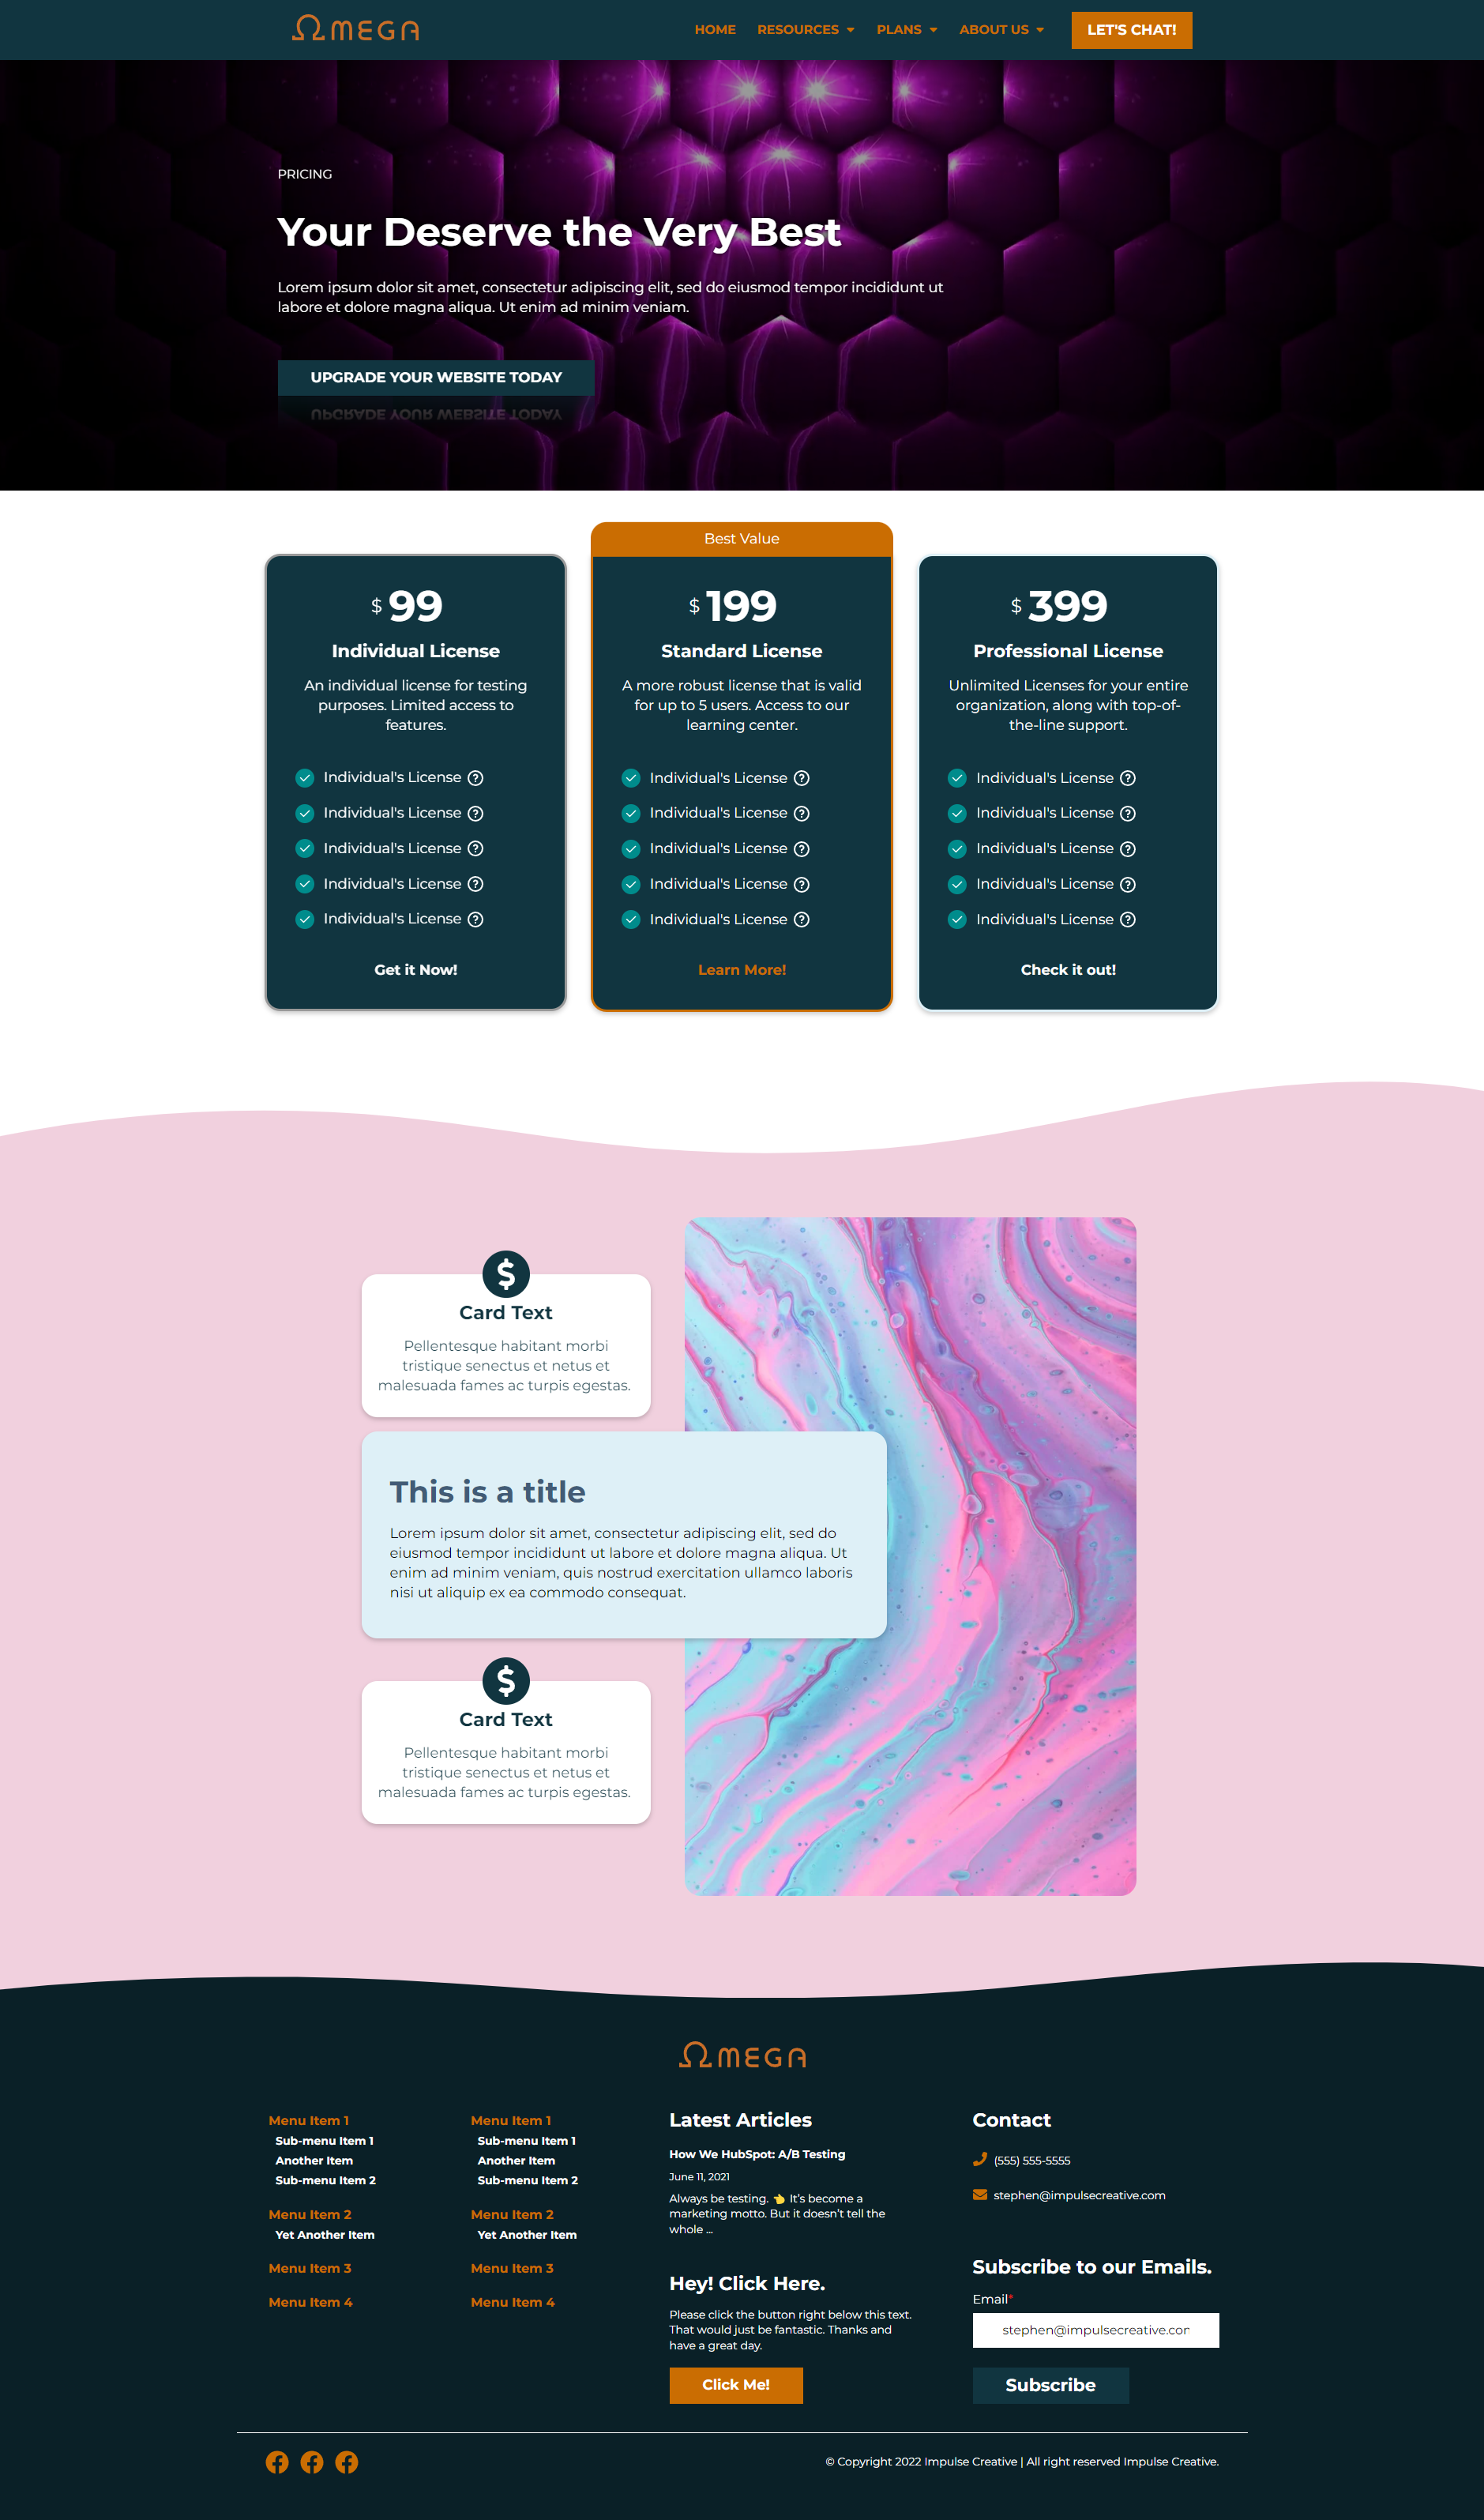 ΩMEGA
HOME RESOURCES PLANS ABOUT US LET'S CHAT!
PRICING
Your Deserve the Very Best
Lorem ipsum dolor sit amet, consectetur adipiscing elit, sed do eiusmod tempor incididunt ut
labore et dolore magna aliqua. Ut enim ad minim veniam.
UPGRADE YOUR WEBSITE TODAY
UPGRADE YOUR WEBSITE TODAY
$ 99
Individual License
An individual license for testing
purposes. Limited access to
features.
Individual's License
Individual's License
Individual's License
Individual's License
Individual's License
Get it Now!
Best Value
$ 199
Standard License
A more robust license that is valid
for up to 5 users. Access to our
learning center.
Individual's License
Individual's License
Individual's License
Individual's License
Individual's License
Learn More!
$ 399
Professional License
Unlimited Licenses for your entire
organization, along with top-of-
the-line support.
Individual's License
Individual's License
Individual's License
Individual's License
Individual's License
Check it out!
$
Card Text
Pellentesque habitant morbi
tristique senectus et netus et
malesuada fames ac turpis egestas.
This is a title
Lorem ipsum dolor sit amet, consectetur adipiscing elit, sed do
eiusmod tempor incididunt ut labore et dolore magna aliqua. Ut
enim ad minim veniam, quis nostrud exercitation ullamco laboris
nisi ut aliquip ex ea commodo consequat.
$
Card Text
Pellentesque habitant morbi
tristique senectus et netus et
malesuada fames ac turpis egestas.
ΩMEGA
Menu Item 1
Sub-menu Item 1
Another Item
Sub-menu Item 2
Menu Item 2
Yet Another Item
Menu Item 3
Menu Item 4
Menu Item 1
Sub-menu Item 1
Another Item
Sub-menu Item 2
Menu Item 2
Yet Another Item
Menu Item 3
Menu Item 4
Latest Articles
How We HubSpot: A/B Testing
June 11, 2021
Always be testing. 👈 It's become a
marketing motto. But it doesn't tell the
whole ...
Hey! Click Here.
Please click the button right below this text.
That would just be fantastic. Thanks and
have a great day.
Click Me!
Contact
(555) 555-5555
stephen@impulsecreative.com
Subscribe to our Emails.
Email*
stephen@impulsecreative.con
Subscribe
© Copyright 2022 Impulse Creative | All right reserved Impulse Creative.